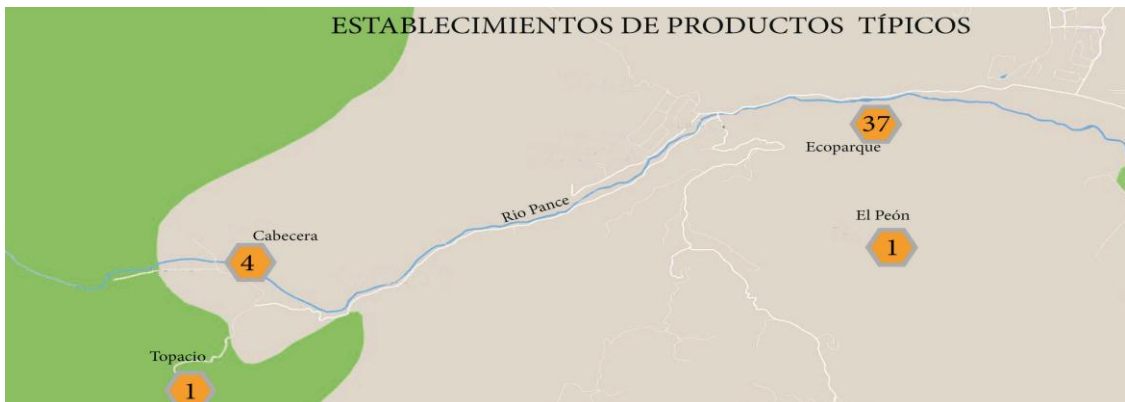 ESTABLECIMIENTOS DE PRODUCTOS TÍPICOS
37
Ecoparque
Rio Pance
El Peón
1
Cabecera
4
Topacio
1